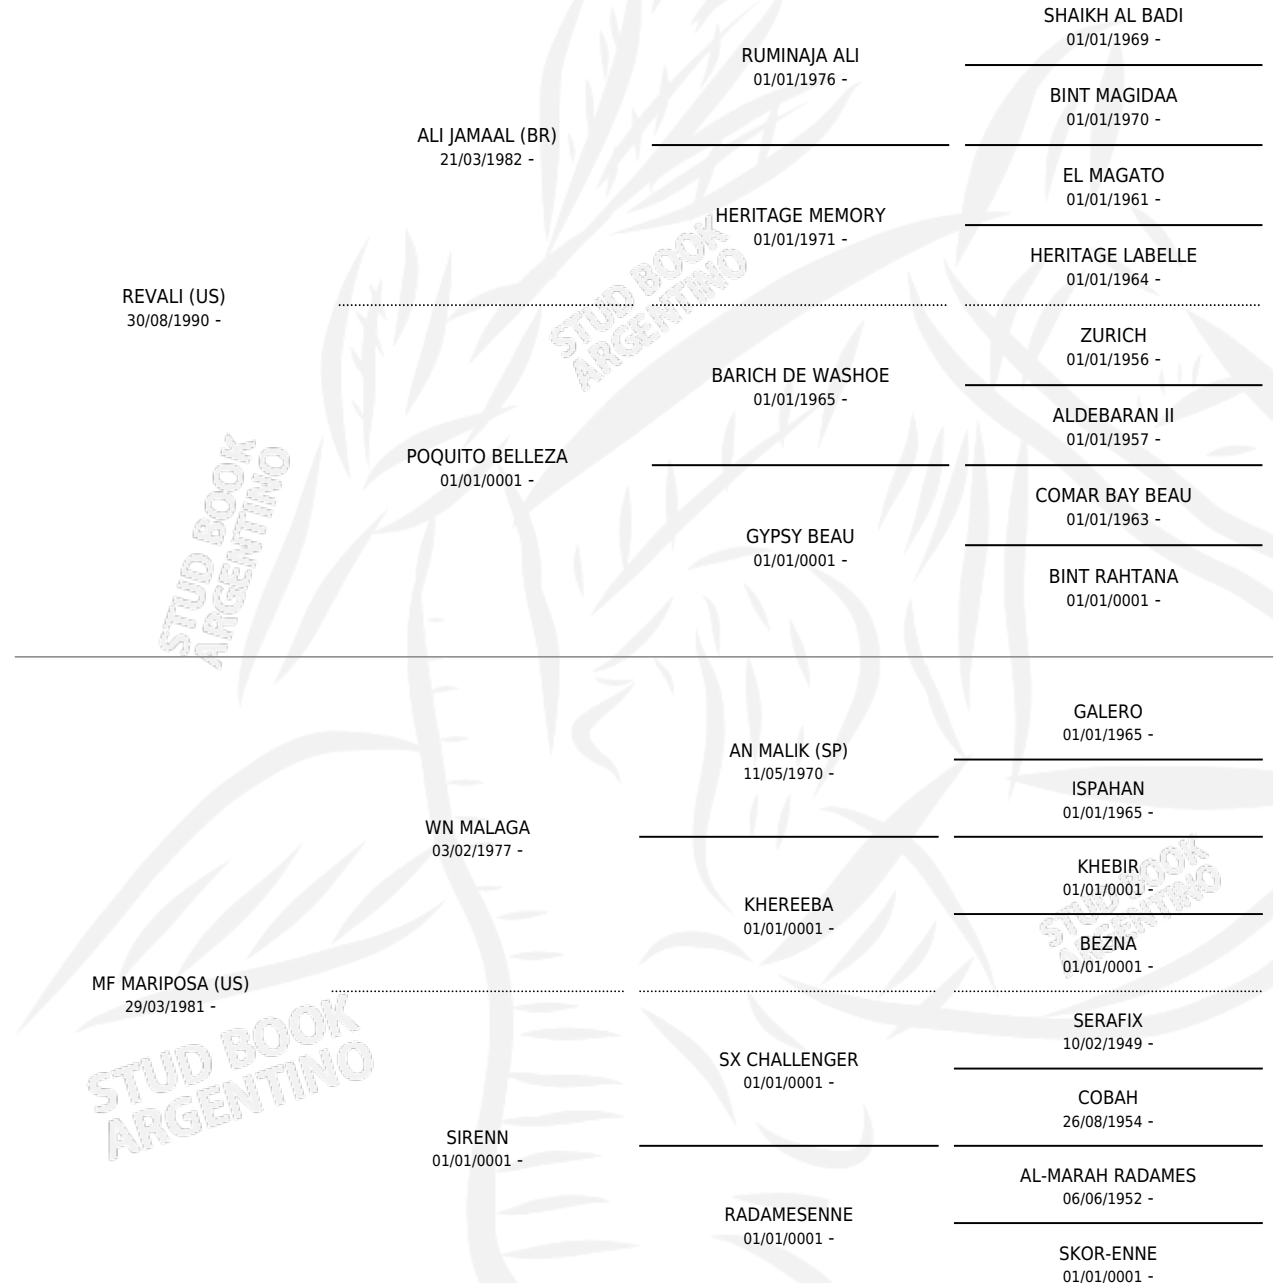 SHAIKH AL BADI
01/01/1969 -
RUMINAJA ALI
01/01/1976 -
BINT MAGIDAA
01/01/1970 -
ALI JAMAAL (BR)
21/03/1982 -
EL MAGATO
01/01/1961 -
HERITAGE MEMORY
01/01/1971 -
HERITAGE LABELLE
01/01/1964 -
REVALI (US)
30/08/1990 -
ZURICH
01/01/1956 -
BARICH DE WASHOE
01/01/1965 -
ALDEBARAN II
01/01/1957 -
POQUITO BELLEZA
01/01/0001 -
COMAR BAY BEAU
01/01/1963 -
GYPSY BEAU
01/01/0001 -
BINT RAHTANA
01/01/0001 -
GALERO
01/01/1965 -
AN MALIK (SP)
11/05/1970 -
ISPAHAN
01/01/1965 -
WN MALAGA
03/02/1977 -
KHEBIR
01/01/0001 -
KHEREEBA
01/01/0001 -
BEZNA
01/01/0001 -
MF MARIPOSA (US)
29/03/1981 -
SERAFIX
10/02/1949 -
SX CHALLENGER
01/01/0001 -
COBAH
26/08/1954 -
SIRENN
01/01/0001 -
AL-MARAH RADAMES
06/06/1952 -
RADAMESENNE
01/01/0001 -
SKOR-ENNE
01/01/0001 -
STUD BOOK
ARGENTINO
STUD BOOK
ARGENTINO
STUD BOOK
ARGENTINO
STUD BOOK
ARGENTINO